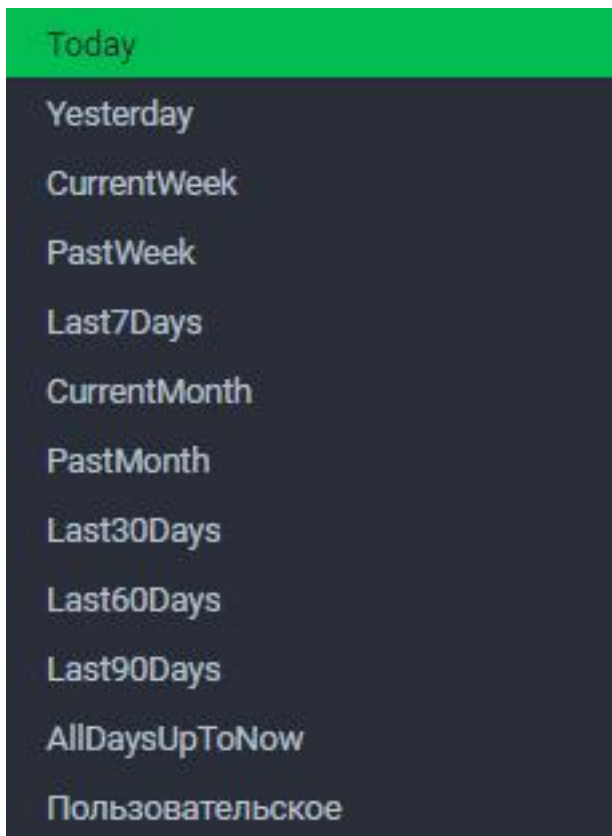 Today
Yesterday
CurrentWeek
PastWeek
Last7Days
CurrentMonth
PastMonth
Last30Days
Last60Days
Last90Days
AllDaysUpToNow
Пользовательское